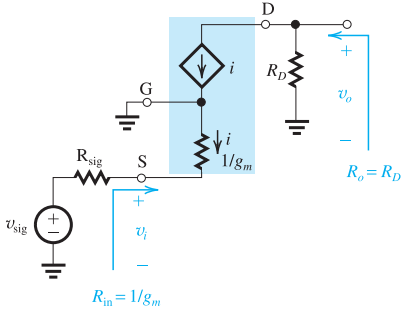 D
i
R_D
+
v_o
−
G
i
1/g_m
R_sig
S
R_o = R_D
+
v_sig
+
−
v_i
−
R_in = 1/g_m